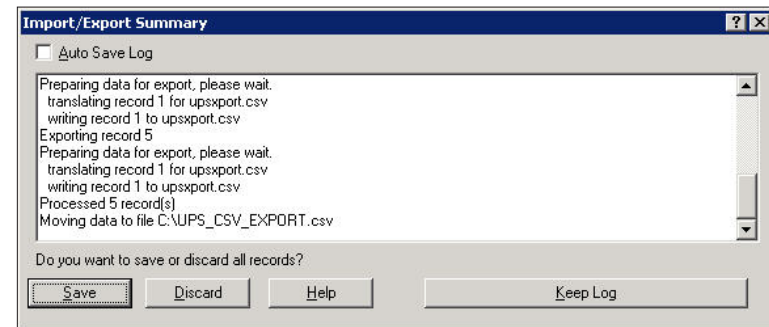 Import/Export Summary
Auto Save Log
Preparing data for export, please wait.
translating record 1 for upsxport.csv
writing record 1 to upsxport.csv
Exporting record 5
Preparing data for export, please wait.
translating record 1 for upsxport.csv
writing record 1 to upsxport.csv
Processed 5 record(s)
Moving data to file C:\UPS_CSV_EXPORT.csv
Do you want to save or discard all records?
Save Discard Help Keep Log